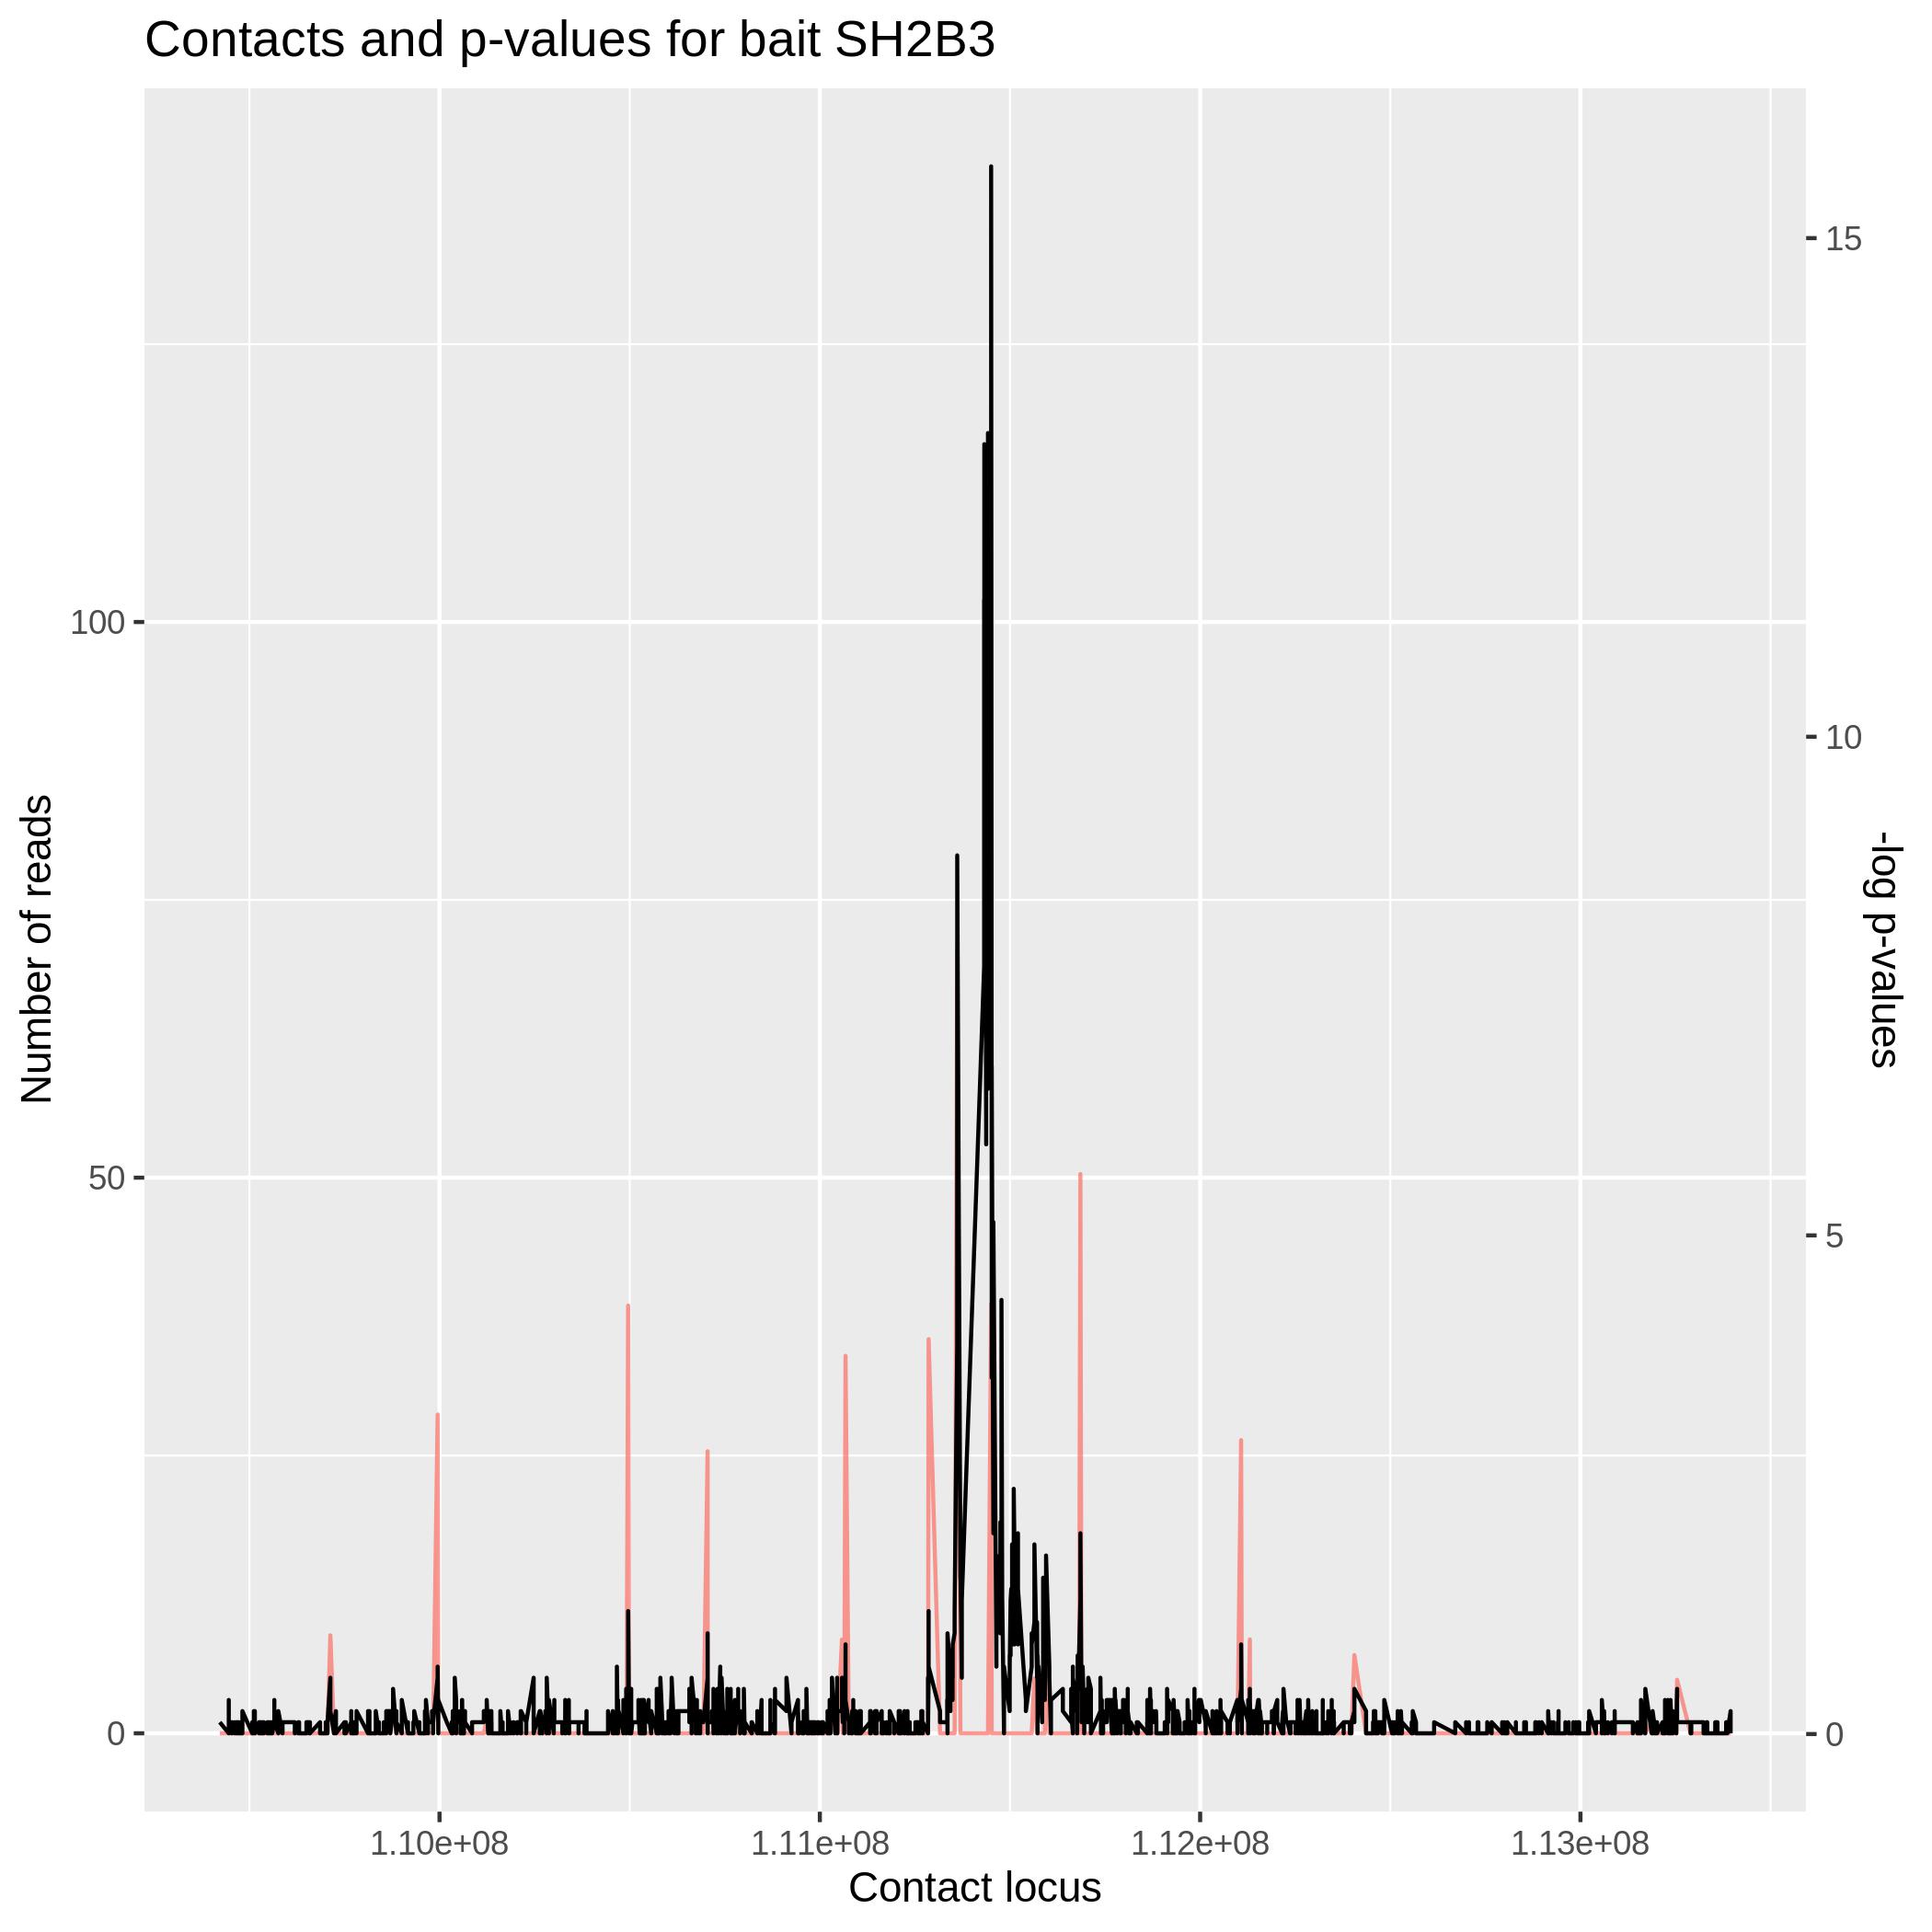 Contacts and p-values for bait SH2B3
15
100
10
Number of reads
-log p-values
50
5
0
0
1.10e+08
1.11e+08
1.12e+08
1.13e+08
Contact locus